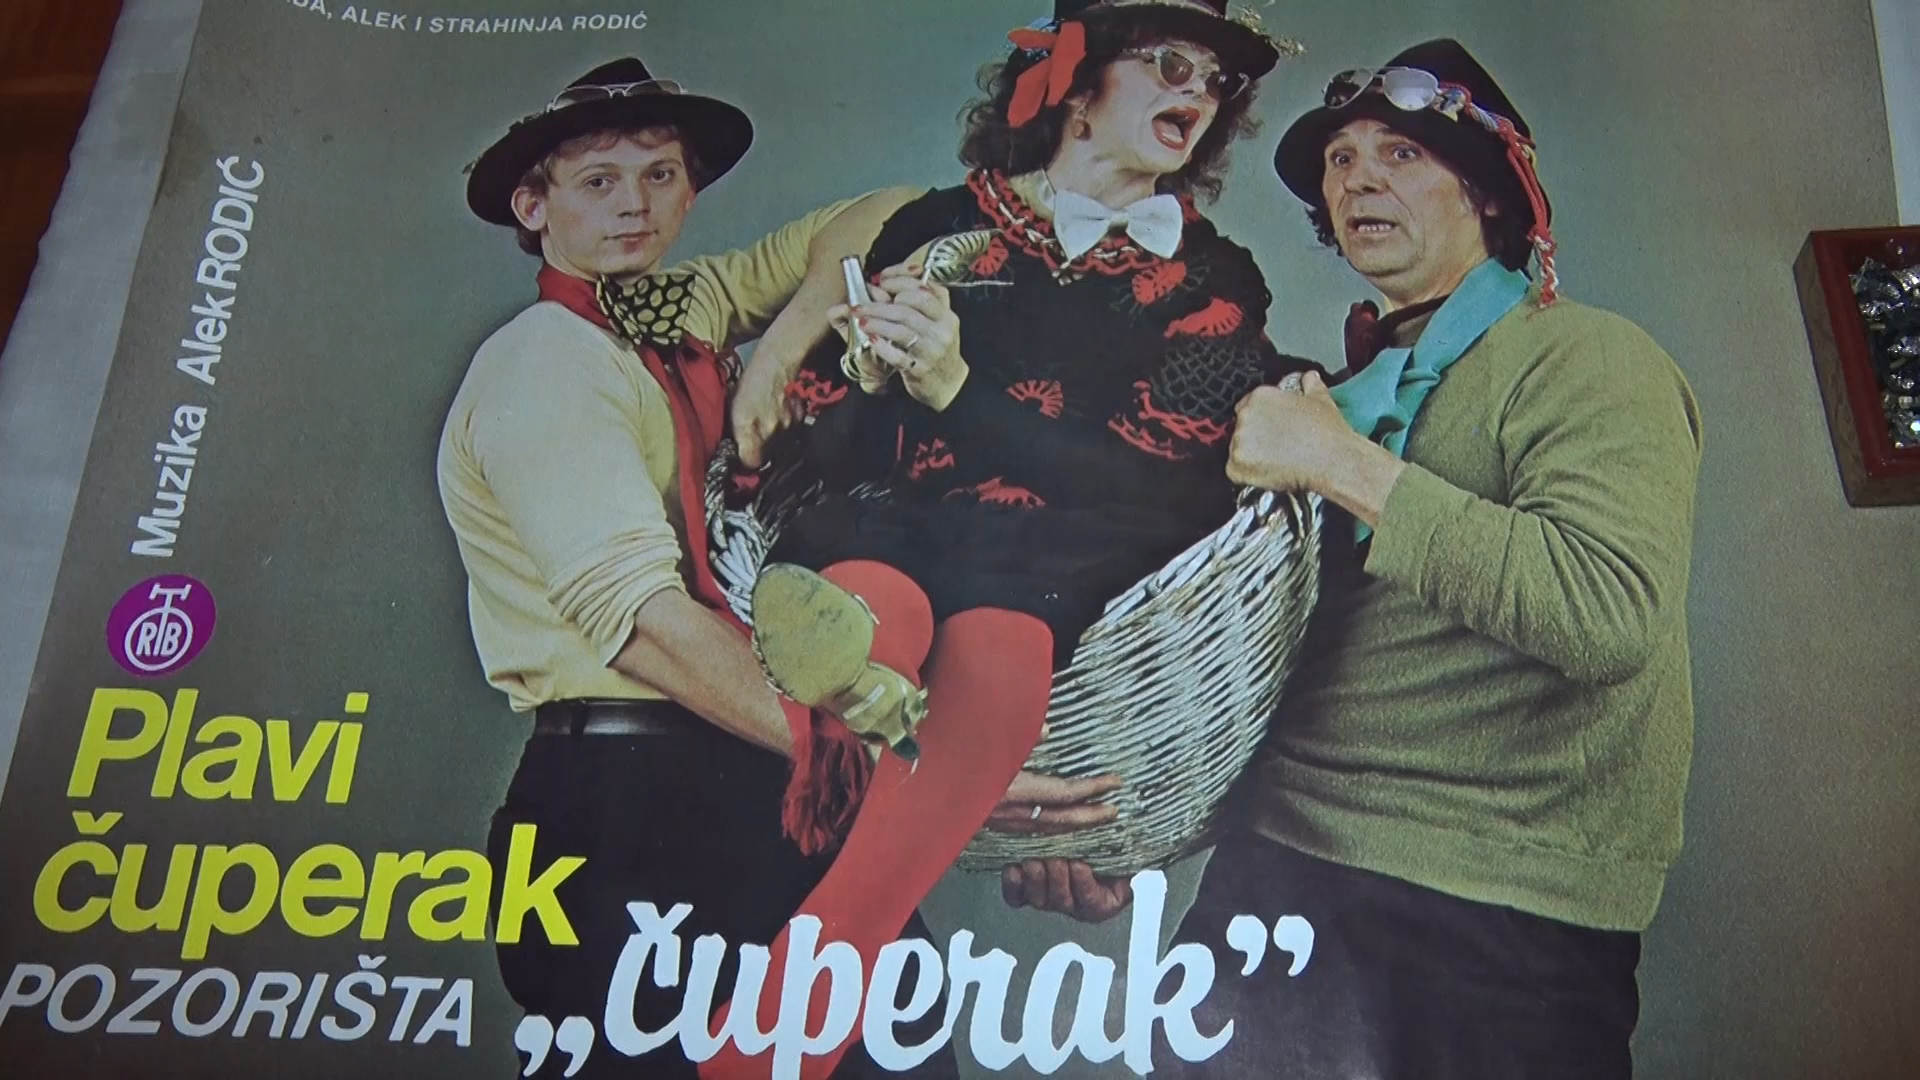 ALEK I STRAHINJA RODIĆ
Muzika Alek RODIĆ
RTB
Plavi
čuperak
POZORIŠTA
„čuperak”